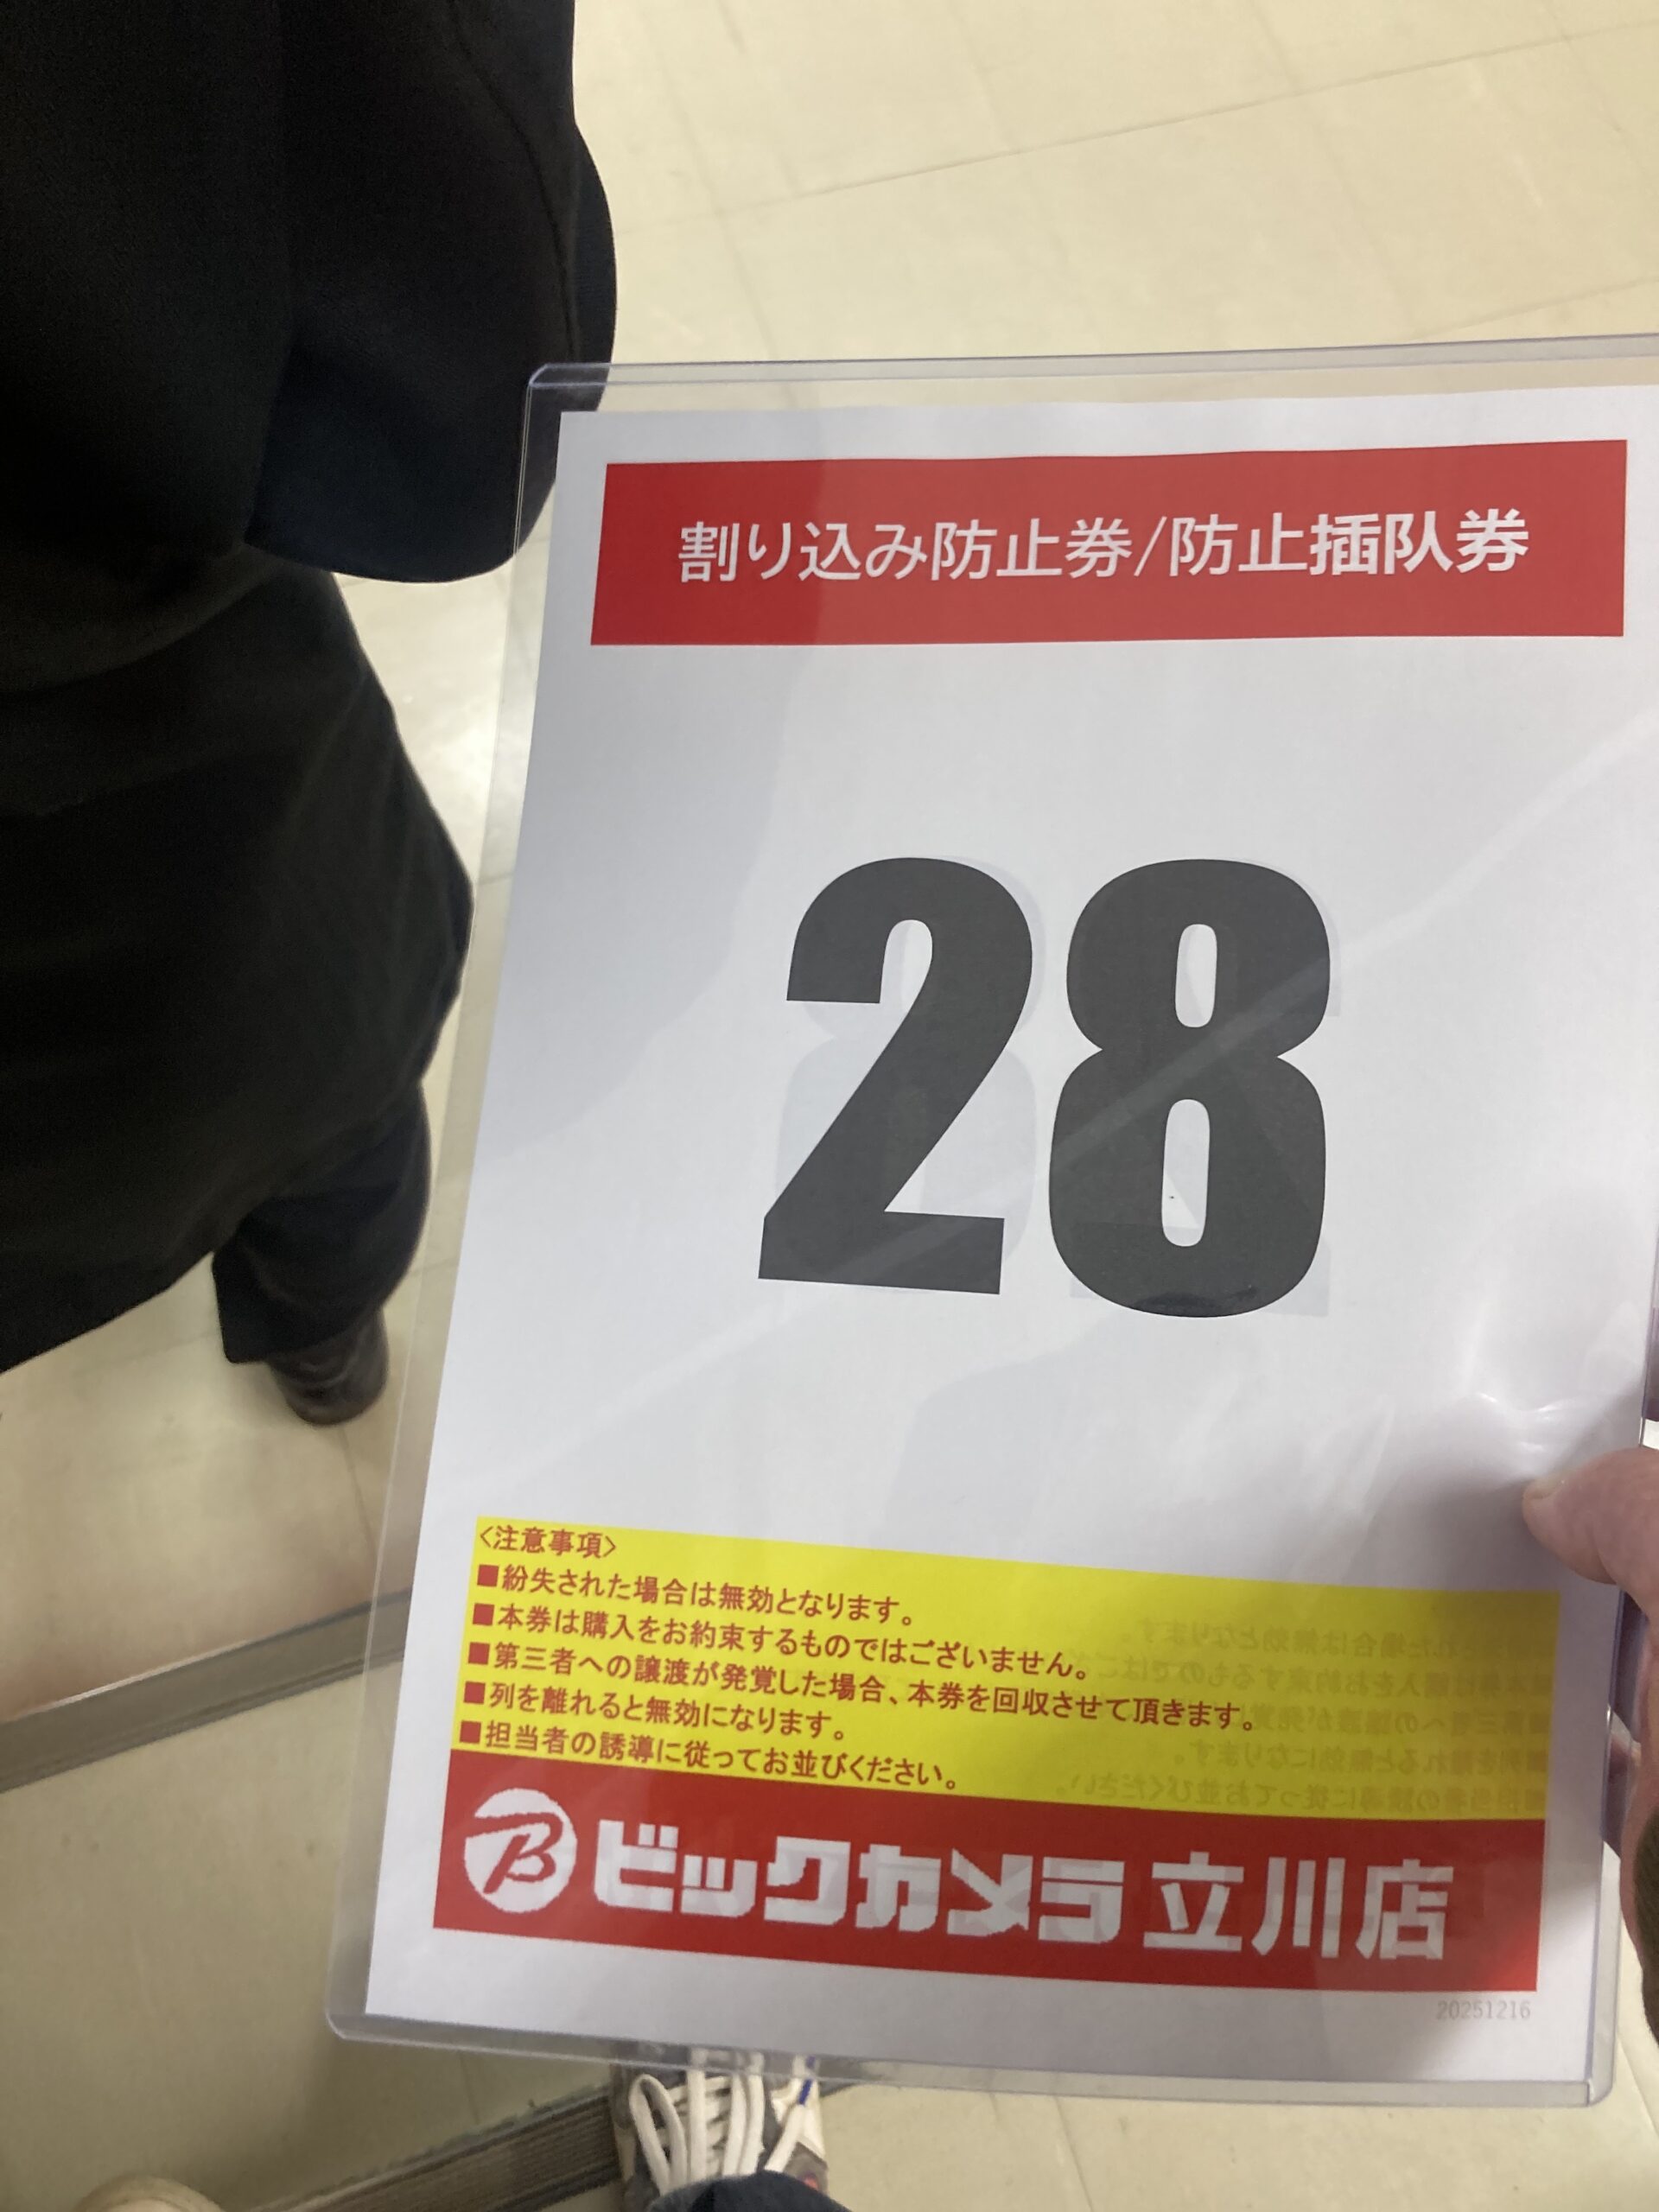 割り込み防止券/防止插队券
28
<注意事項>
■紛失された場合は無効となります。
■本券は購入をお約束するものではございません。
■第三者への譲渡が発覚した場合、本券を回収させて頂きます。
■列を離れると無効になります。
■担当者の誘導に従ってお並びください。
B ビックカメラ 立川店
20251216